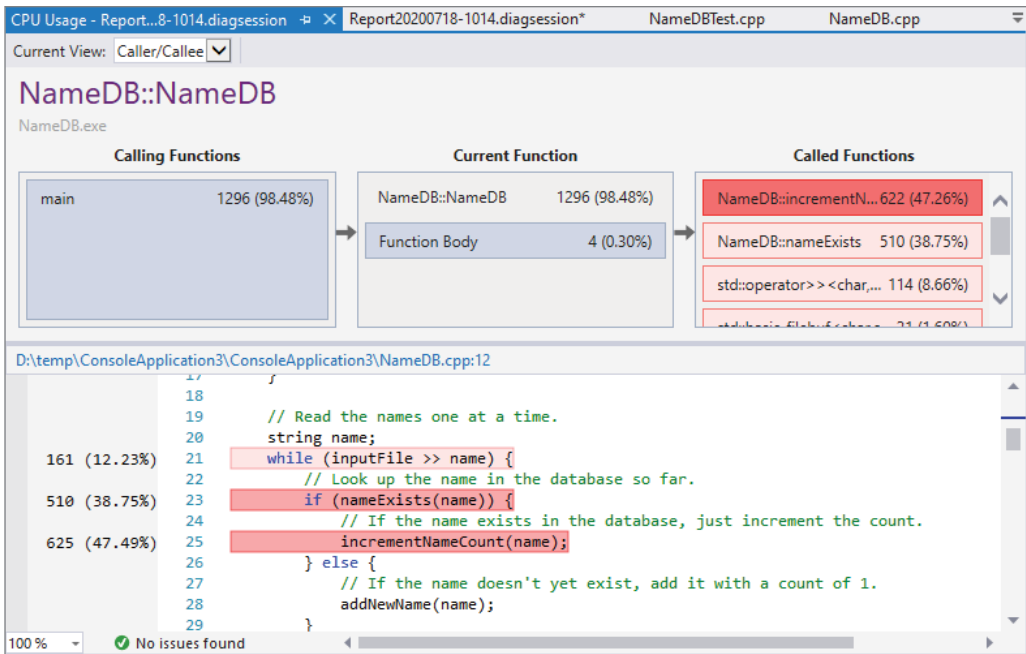 CPU Usage - Report...8-1014.diagsession Report20200718-1014.diagsession* NameDBTest.cpp NameDB.cpp
Current View: Caller/Callee
NameDB::NameDB
NameDB.exe
Calling Functions Current Function Called Functions
main 1296 (98.48%) NameDB::NameDB 1296 (98.48%) NameDB::incrementN... 622 (47.26%)
Function Body 4 (0.30%) NameDB::nameExists 510 (38.75%)
std::operator>><char,... 114 (8.66%)
21 (1.60%)
D:\temp\ConsoleApplication3\ConsoleApplication3\NameDB.cpp:12
17 }
18
19 // Read the names one at a time.
20 string name;
161 (12.23%) 21 while (inputFile >> name) {
22 // Look up the name in the database so far.
510 (38.75%) 23 if (nameExists(name)) {
24 // If the name exists in the database, just increment the count.
625 (47.49%) 25 incrementNameCount(name);
26 } else {
27 // If the name doesn't yet exist, add it with a count of 1.
28 addNewName(name);
29 }
100 % No issues found